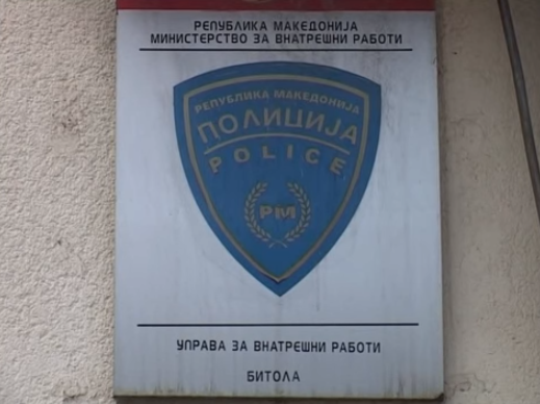 РЕПУБЛИКА МАКЕДОНИЈА
МИНИСТЕРСТВО ЗА ВНАТРЕШНИ РАБОТИ
РЕПУБЛИКА МАКЕДОНИЈА
ПОЛИЦИЈА
POLICE
РМ
УПРАВА ЗА ВНАТРЕШНИ РАБОТИ
БИТОЛА